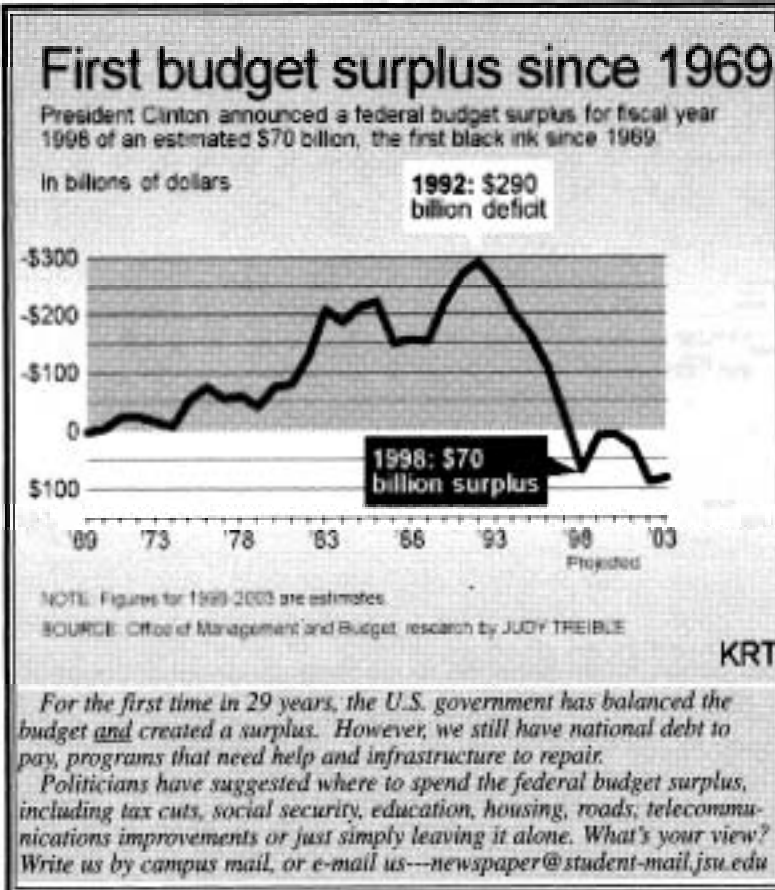 First budget surplus since 1969
President Clinton announced a federal budget surplus for fiscal year
1998 of an estimated $70 billion, the first black ink since 1969.
In billions of dollars
1992: $290
billion deficit
-$300
-$200
-$100
0
$100
1998: $70
billion surplus
'69 '73 '78 '83 '88 '93 '98 '03
Projected
NOTE: Figures for 1998-2003 are estimates
SOURCE: Office of Management and Budget, research by JUDY TREIBLE
KRT
For the first time in 29 years, the U.S. government has balanced the
budget and created a surplus. However, we still have national debt to
pay, programs that need help and infrastructure to repair.
Politicians have suggested where to spend the federal budget surplus,
including tax cuts, social security, education, housing, roads, telecommu-
nications improvements or just simply leaving it alone. What's your view?
Write us by campus mail, or e-mail us---newspaper@student-mail.jsu.edu